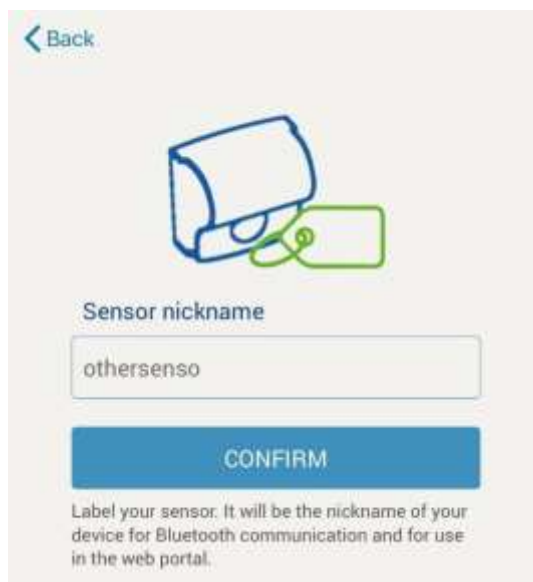 Back
Sensor nickname
othersenso
CONFIRM
Label your sensor. It will be the nickname of your
device for Bluetooth communication and for use
in the web portal.